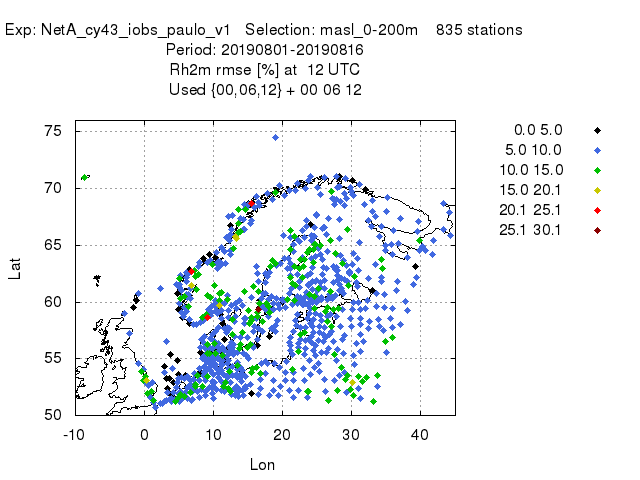 Exp: NetA_cy43_iobs_paulo_v1 Selection: masl_0-200m 835 stations
Period: 20190801-20190816
Rh2m rmse [%] at 12 UTC
Used {00,06,12} + 00 06 12
0.0 5.0
5.0 10.0
10.0 15.0
15.0 20.1
20.1 25.1
25.1 30.1
75
70
65
60
55
50
Lat
-10 0 10 20 30 40
Lon